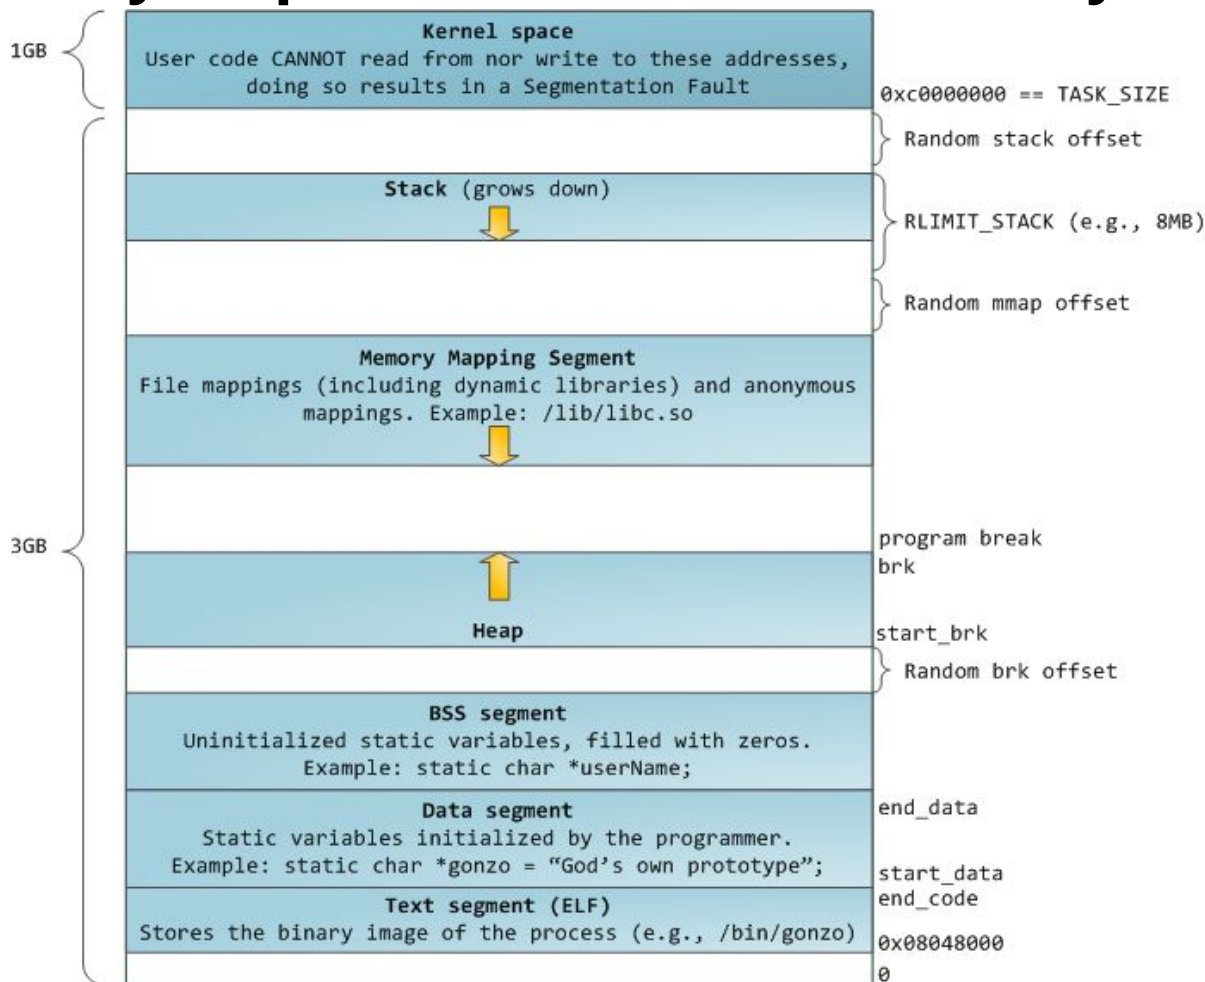 1GB
Kernel space
User code CANNOT read from nor write to these addresses,
doing so results in a Segmentation Fault
0xc0000000 == TASK_SIZE
Random stack offset
Stack (grows down)
RLIMIT_STACK (e.g., 8MB)
Random mmap offset
Memory Mapping Segment
File mappings (including dynamic libraries) and anonymous
mappings. Example: /lib/libc.so
3GB
program break
brk
Heap
start_brk
Random brk offset
BSS segment
Uninitialized static variables, filled with zeros.
Example: static char *userName;
Data segment
Static variables initialized by the programmer.
Example: static char *gonzo = “God’s own prototype”;
end_data
start_data
end_code
Text segment (ELF)
Stores the binary image of the process (e.g., /bin/gonzo)
0x08048000
0